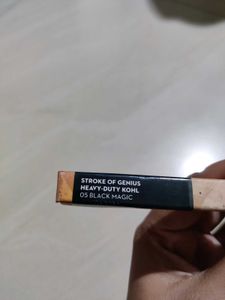 STROKE OF GENIUS
HEAVY-DUTY KOHL
05 BLACK MAGIC